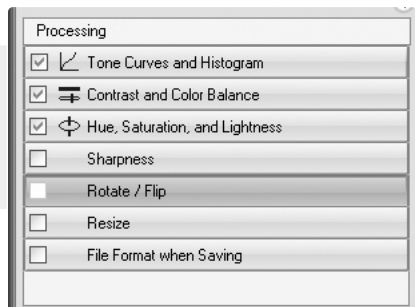 Processing
Tone Curves and Histogram
Contrast and Color Balance
Hue, Saturation, and Lightness
Sharpness
Rotate / Flip
Resize
File Format when Saving